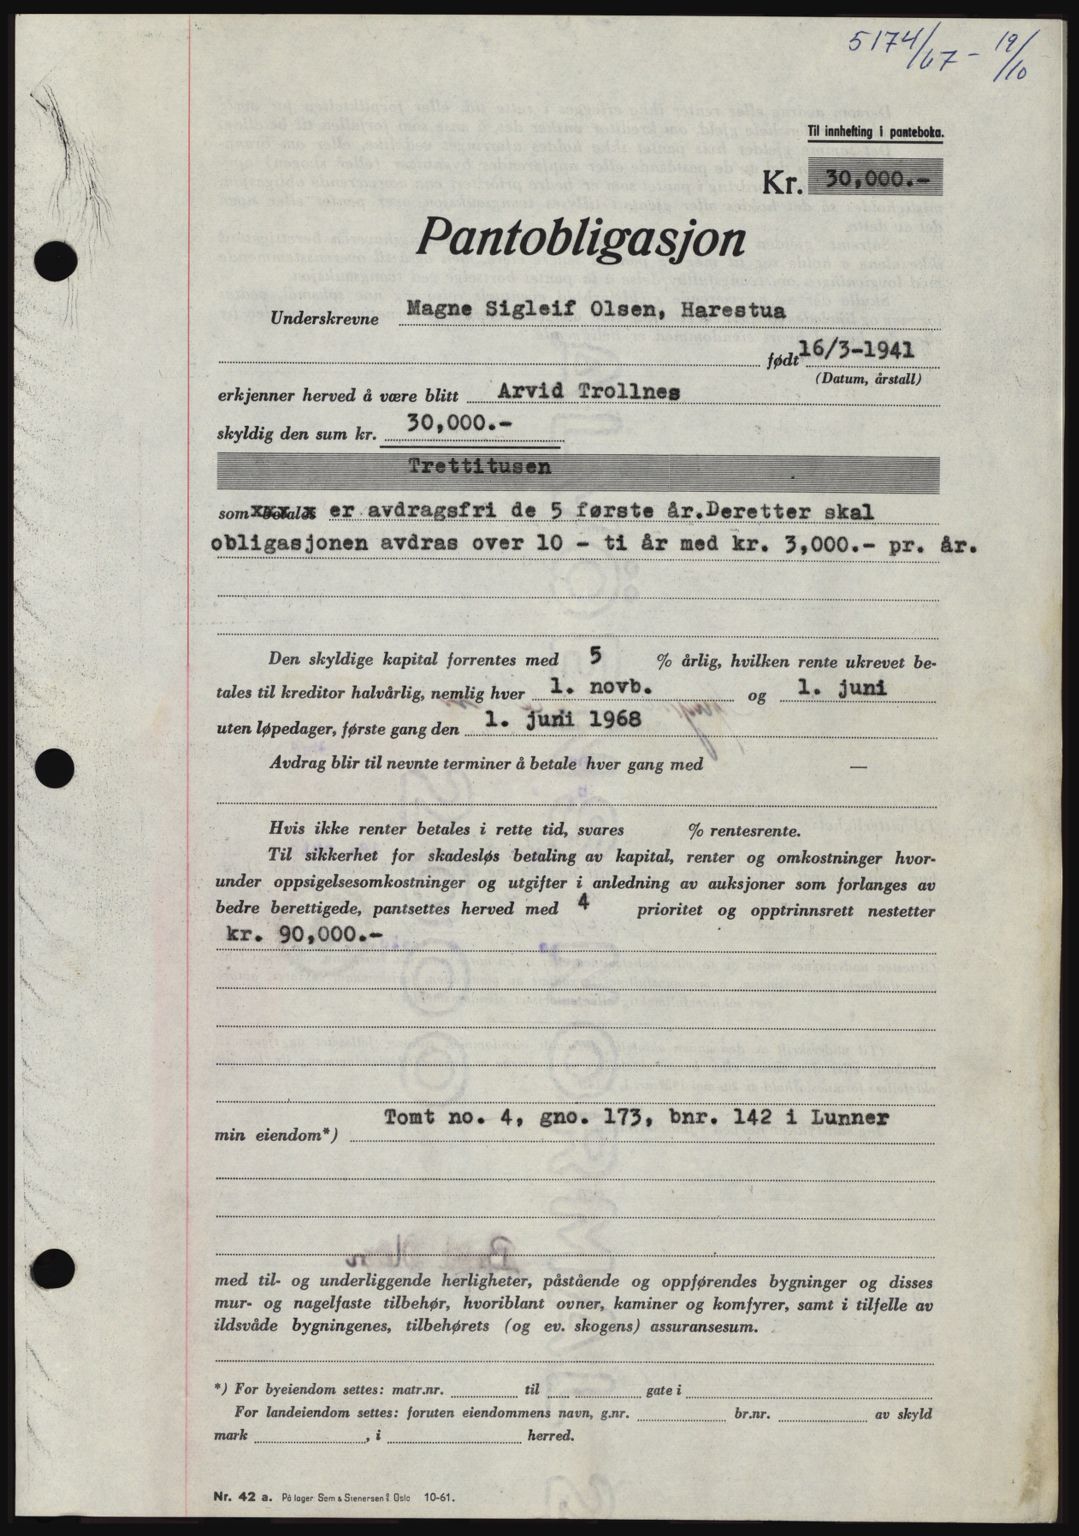 5174/67 - 19/10
Til innhefting i panteboka.
Kr. 30,000.-
Pantobligasjon
Underskrevne Magne Sigleif Olsen, Harestua
født 16/3-1941
(Datum, årstall)
erkjenner herved å være blitt Arvid Trollnes
skyldig den sum kr. 30,000.-
Trettitusen
som betales er avdragsfri de 5 første år.Deretter skal
obligasjonen avdras over 10 - ti år med kr. 3,000.- pr. år.
Den skyldige kapital forrentes med 5 % årlig, hvilken rente ukrevet be-
tales til kreditor halvårlig, nemlig hver 1. novb. og 1. juni
uten løpedager, første gang den 1. juni 1968
Avdrag blir til nevnte terminer å betale hver gang med —
Hvis ikke renter betales i rette tid, svares % rentesrente.
Til sikkerhet for skadesløs betaling av kapital, renter og omkostninger hvor-
under oppsigelsesomkostninger og utgifter i anledning av auksjoner som forlanges av
bedre berettigede, pantsettes herved med 4 prioritet og opptrinnsrett nestetter
kr. 90,000.-
Tomt no. 4, gno. 173, bnr. 142 i Lunner
min eiendom*)
med til- og underliggende herligheter, påstående og oppførendes bygninger og disses
mur- og nagelfaste tilbehør, hvoriblant ovner, kaminer og komfyrer, samt i tilfelle av
ildsvåde bygningenes, tilbehørets (og ev. skogens) assuransesum.
*) For byeiendom settes: matr.nr. til gate i
For landeiendom settes: foruten eiendommens navn, g.nr. br.nr. av skyld
mark , i herred.
Nr. 42 a. På lager Sem & Stenersen A/S Oslo 10-61.